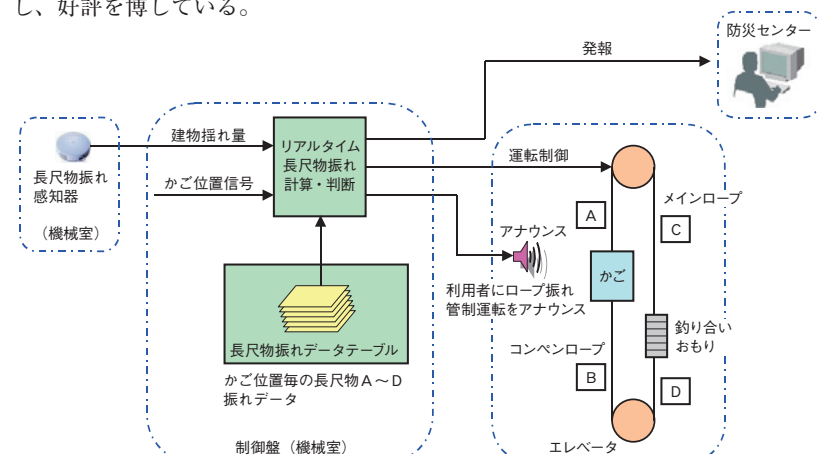 し、好評を博している。
防災センター
発報
建物揺れ量
リアルタイム
長尺物振れ
計算・判断
運転制御
長尺物振れ
感知器
かご位置信号
（機械室）
メインロープ
A
C
アナウンス
かご
利用者にロープ振れ
管制運転をアナウンス
釣り合い
おもり
コンペンロープ
長尺物振れデータテーブル
B
D
かご位置毎の長尺物A～D
振れデータ
制御盤（機械室）
エレベータ